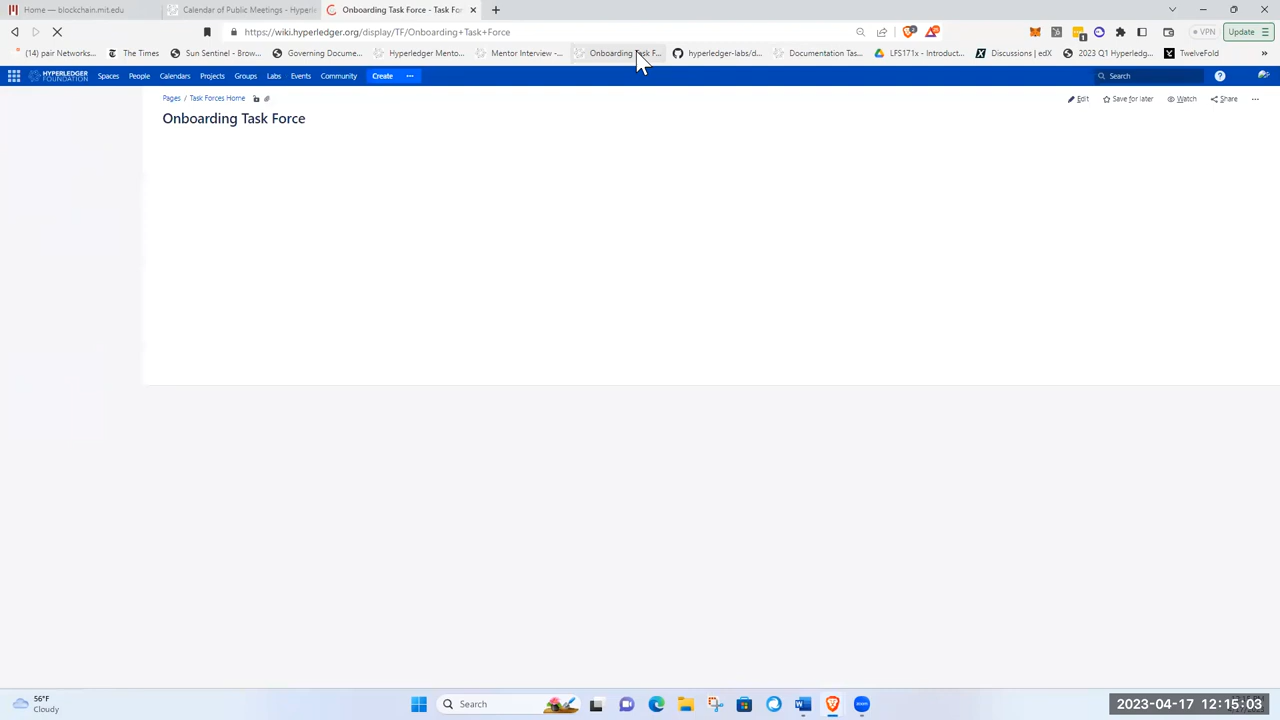 Home — blockchain.mit.edu
Calendar of Public Meetings - Hyperle
Onboarding Task Force - Task For
https://wiki.hyperledger.org/display/TF/Onboarding+Task+Force
VPN
Update
(14) pair Networks...
The Times
Sun Sentinel - Brow...
Governing Docume...
Hyperledger Mento...
Mentor Interview -...
Onboarding Task F...
hyperledger-labs/d...
Documentation Tas...
LFS171x - Introduct...
Discussions | edX
2023 Q1 Hyperledg...
TwelveFold
HYPERLEDGER
FOUNDATION
Spaces
People
Calendars
Projects
Groups
Labs
Events
Community
Create
Search
Pages / Task Forces Home
Edit
Save for later
Watch
Share
Onboarding Task Force
56°F
Cloudy
Search
zoom
2023-04-17 12:15:03